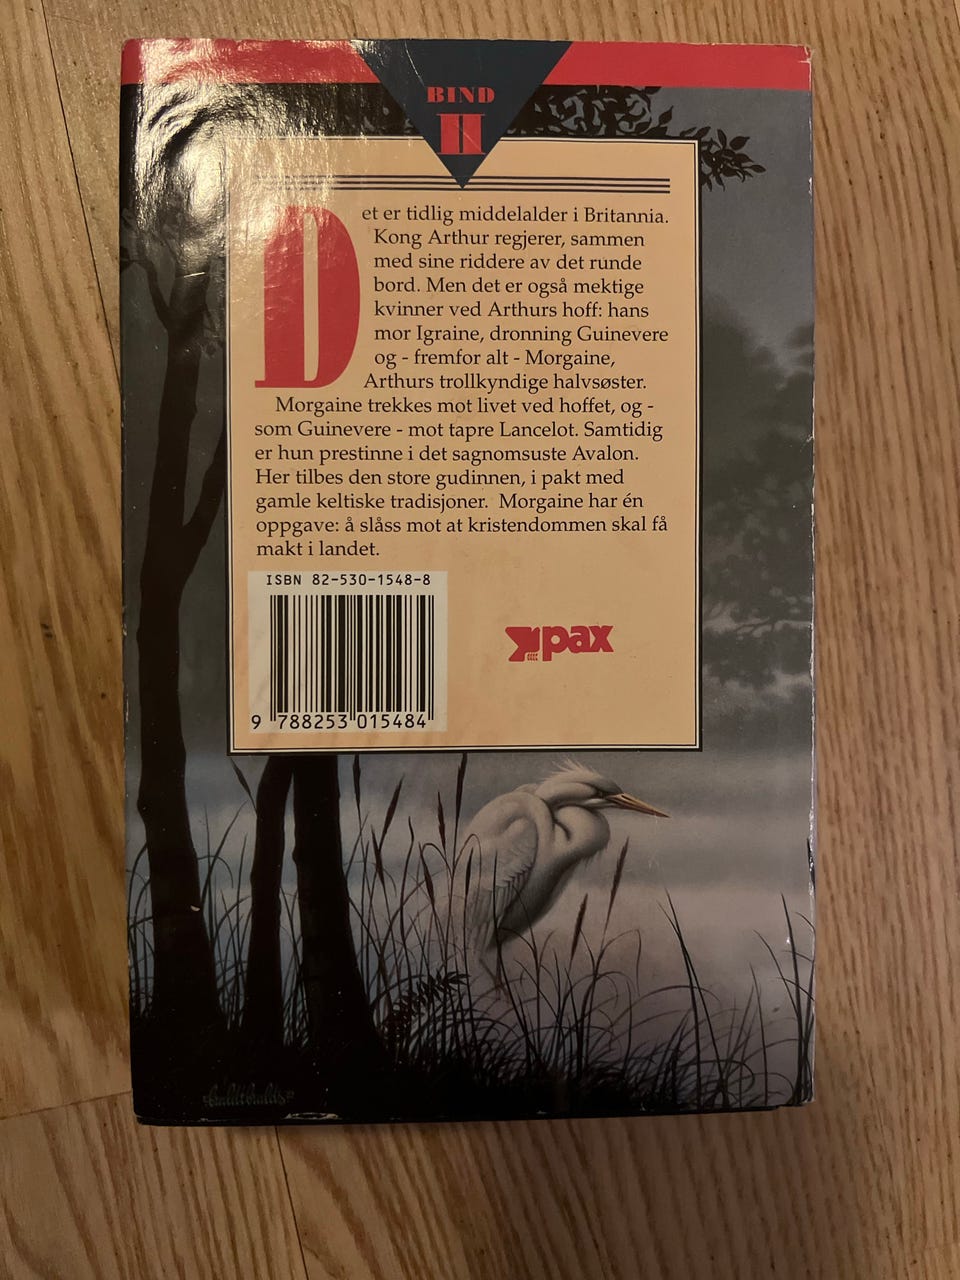 BIND
II
Det er tidlig middelalder i Britannia.
Kong Arthur regjerer, sammen
med sine riddere av det runde
bord. Men det er også mektige
kvinner ved Arthurs hoff: hans
mor Igraine, dronning Guinevere
og - fremfor alt - Morgaine,
Arthurs trollkyndige halvsøster.
Morgaine trekkes mot livet ved hoffet, og -
som Guinevere - mot tapre Lancelot. Samtidig
er hun prestinne i det sagnomsuste Avalon.
Her tilbes den store gudinnen, i pakt med
gamle keltiske tradisjoner. Morgaine har én
oppgave: å slåss mot at kristendommen skal få
makt i landet.
ISBN 82-530-1548-8
pax
9 788253 015484